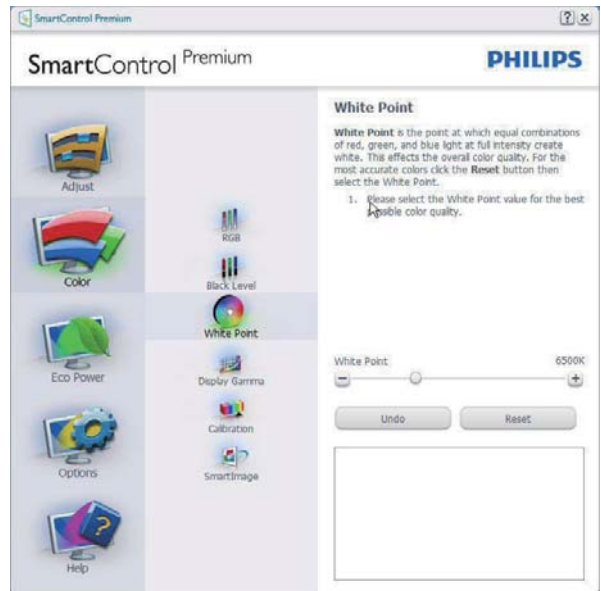 SmartControl Premium
SmartControl Premium
PHILIPS
Adjust
Color
Eco Power
Options
Help
RGB
Black Level
White Point
Display Gamma
Calibration
SmartImage
White Point
White Point is the point at which equal combinations
of red, green, and blue light at full intensity create
white. This effects the overall color quality. For the
most accurate colors click the Reset button then
select the White Point.
1. Please select the White Point value for the best
possible color quality.
White Point 6500K
Undo Reset